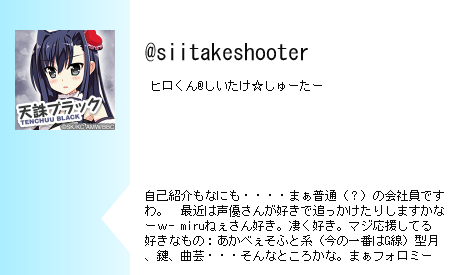 @siitakeshooter
ヒロくん@しいたけ☆しゅーたー
天誅ブラック
TENCHUU BLACK
自己紹介もなにも・・・・まぁ普通（？）の会社員です
わ。　最近は声優さんが好きで追っかけたりしますかな
ーｗ- miruねぇさん好き。凄く好き。マジ応援してる
好きなもの：あかべぇそふと系（今の一番はG線）型月
、鍵、曲芸・・・そんなところかな。まぁフォロミー